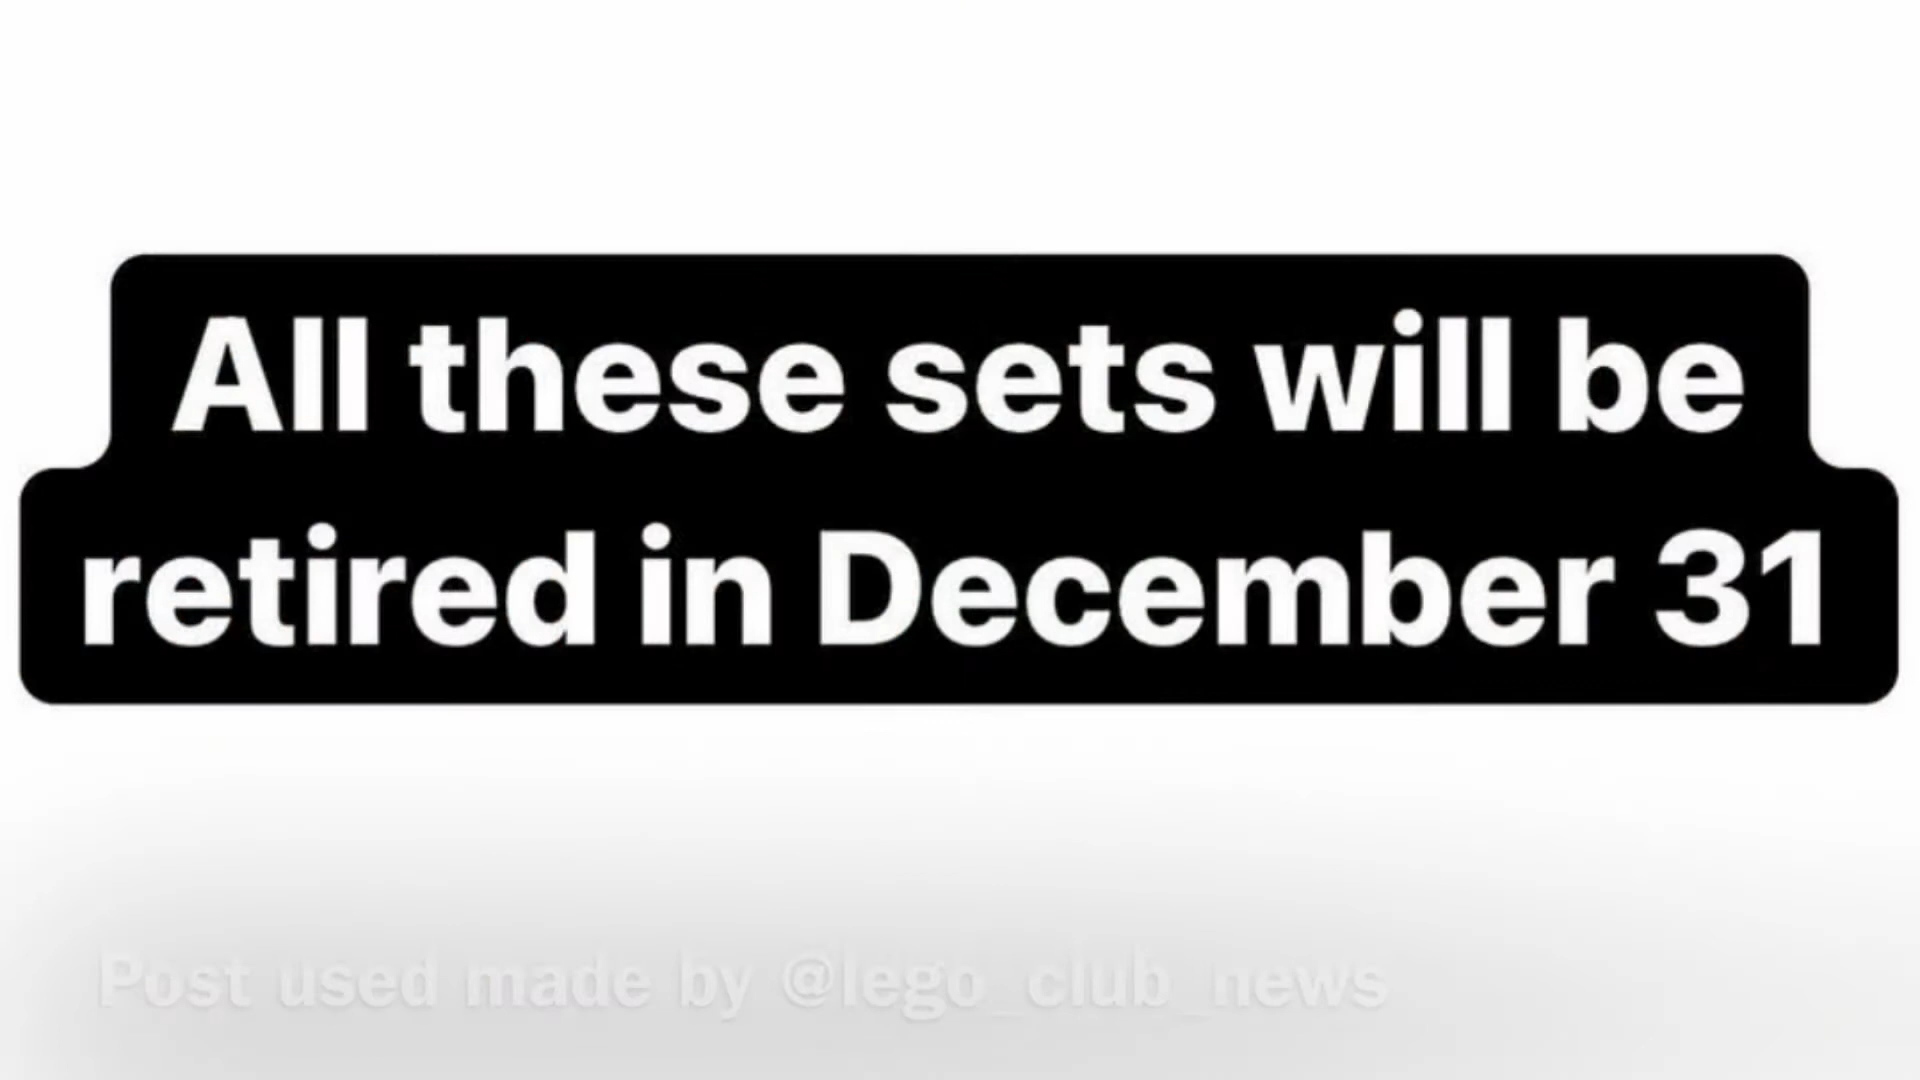 All these sets will be
retired in December 31
Post used made by @lego_club_news